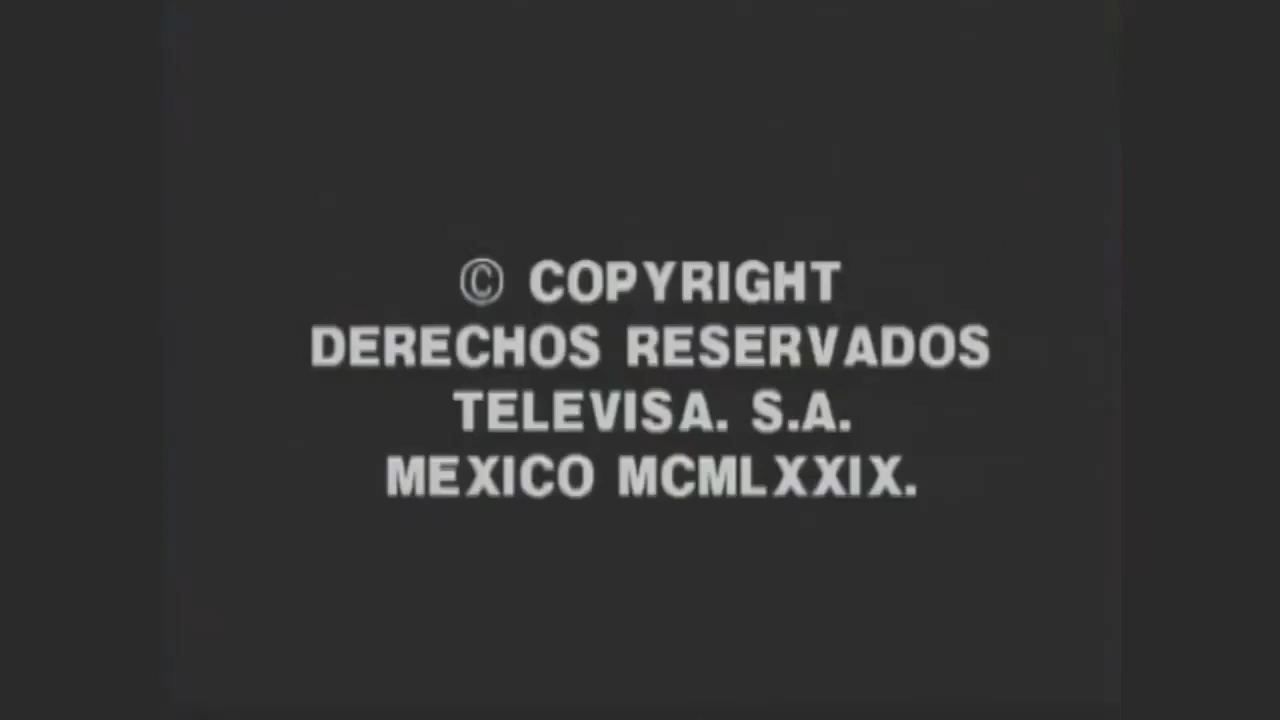 © COPYRIGHT
DERECHOS RESERVADOS
TELEVISA. S.A.
MEXICO MCMLXXIX.